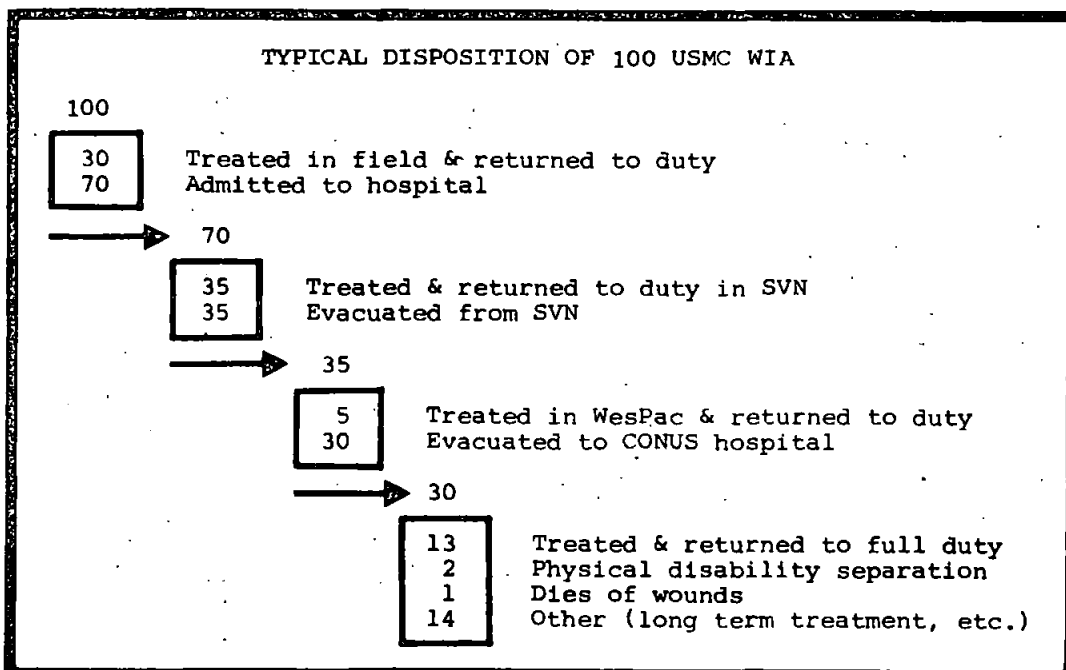 TYPICAL DISPOSITION OF 100 USMC WIA
100
30 Treated in field & returned to duty
70 Admitted to hospital
70
35 Treated & returned to duty in SVN
35 Evacuated from SVN
35
5 Treated in WesPac & returned to duty
30 Evacuated to CONUS hospital
30
13 Treated & returned to full duty
2 Physical disability separation
1 Dies of wounds
14 Other (long term treatment, etc.)